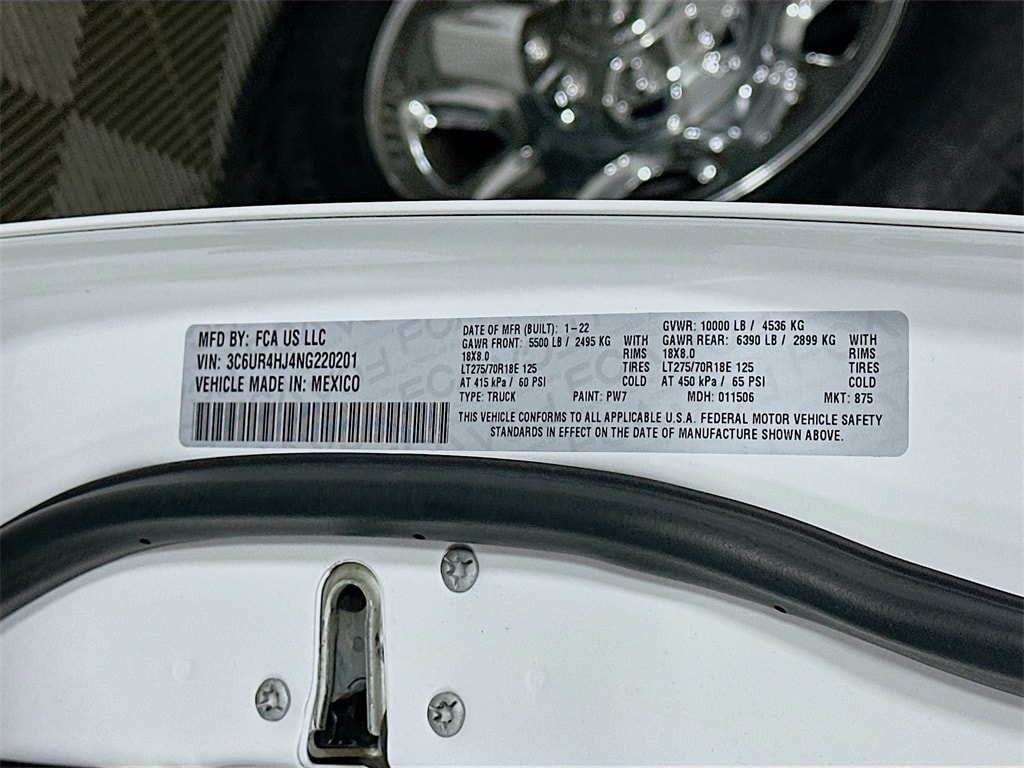 MFD BY: FCA US LLC
VIN: 3C6UR4HJ4NG220201
VEHICLE MADE IN: MEXICO
DATE OF MFR (BUILT): 1-22
GVWR: 10000 LB / 4536 KG
GAWR FRONT: 5500 LB / 2495 KG WITH
GAWR REAR: 6390 LB / 2899 KG WITH
18X8.0 RIMS
18X8.0 RIMS
LT275/70R18E 125 TIRES
LT275/70R18E 125 TIRES
AT 415 kPa / 60 PSI COLD
AT 450 kPa / 65 PSI COLD
TYPE: TRUCK PAINT: PW7 MDH: 011506 MKT: 875
THIS VEHICLE CONFORMS TO ALL APPLICABLE U.S.A. FEDERAL MOTOR VEHICLE SAFETY
STANDARDS IN EFFECT ON THE DATE OF MANUFACTURE SHOWN ABOVE.